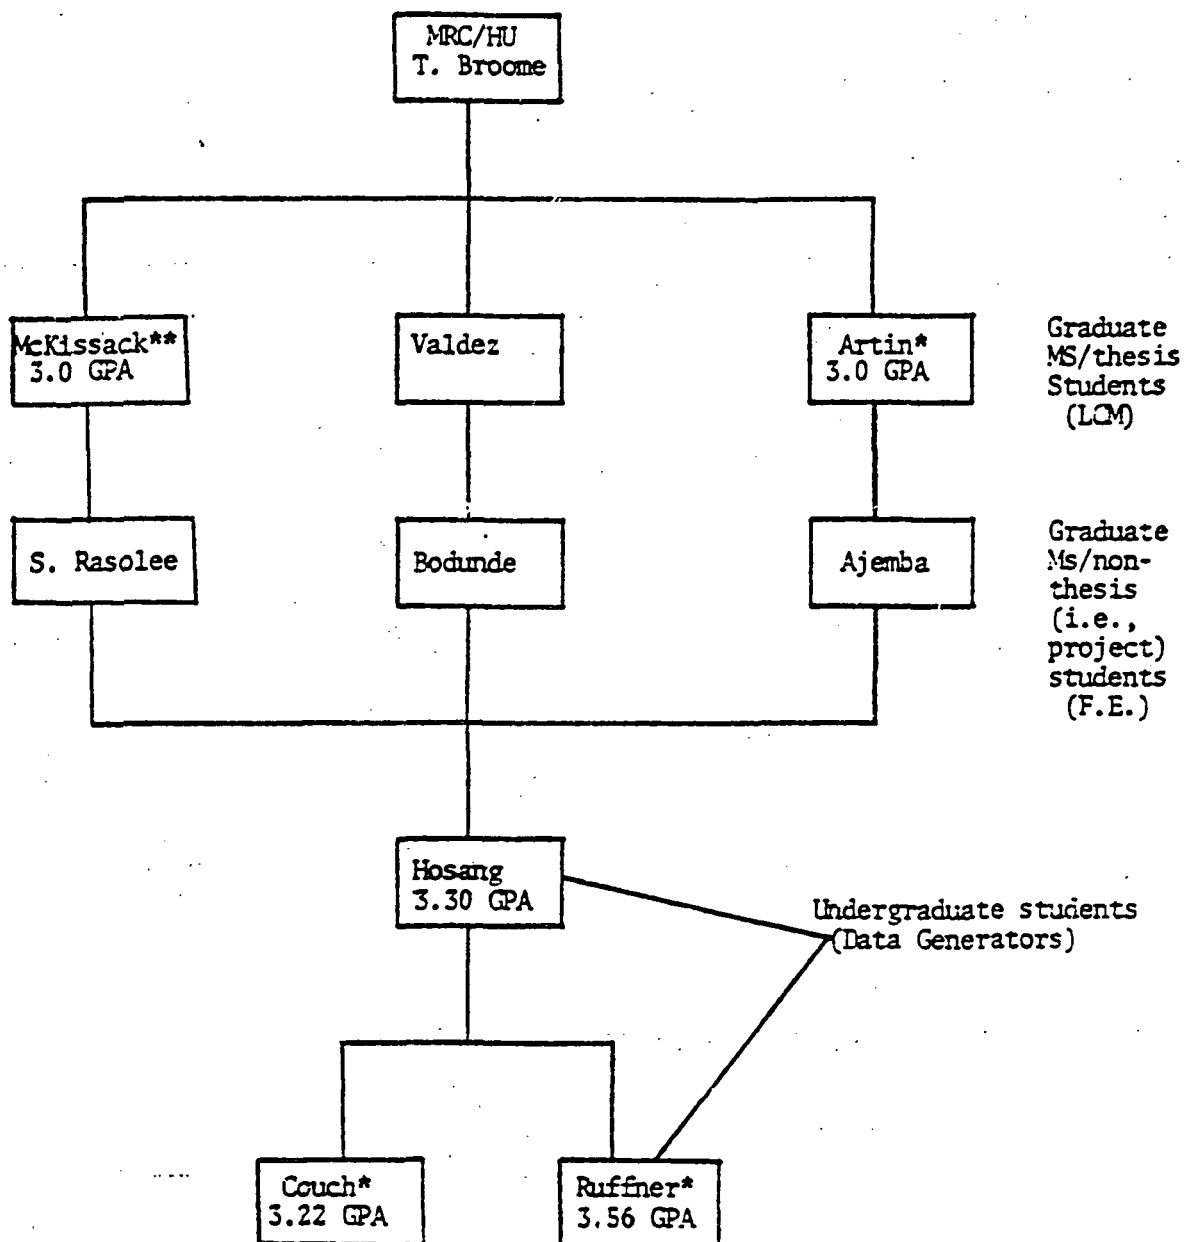 MRC/HU
T. Broome
McKissack**
3.0 GPA
Valdez
Artin*
3.0 GPA
Graduate
MS/thesis
Students
(LCM)
S. Rasolee
Bodunde
Ajemba
Graduate
Ms/non-
thesis
(i.e.,
project)
students
(F.E.)
Hosang
3.30 GPA
Undergraduate students
(Data Generators)
Couch*
3.22 GPA
Ruffner*
3.56 GPA